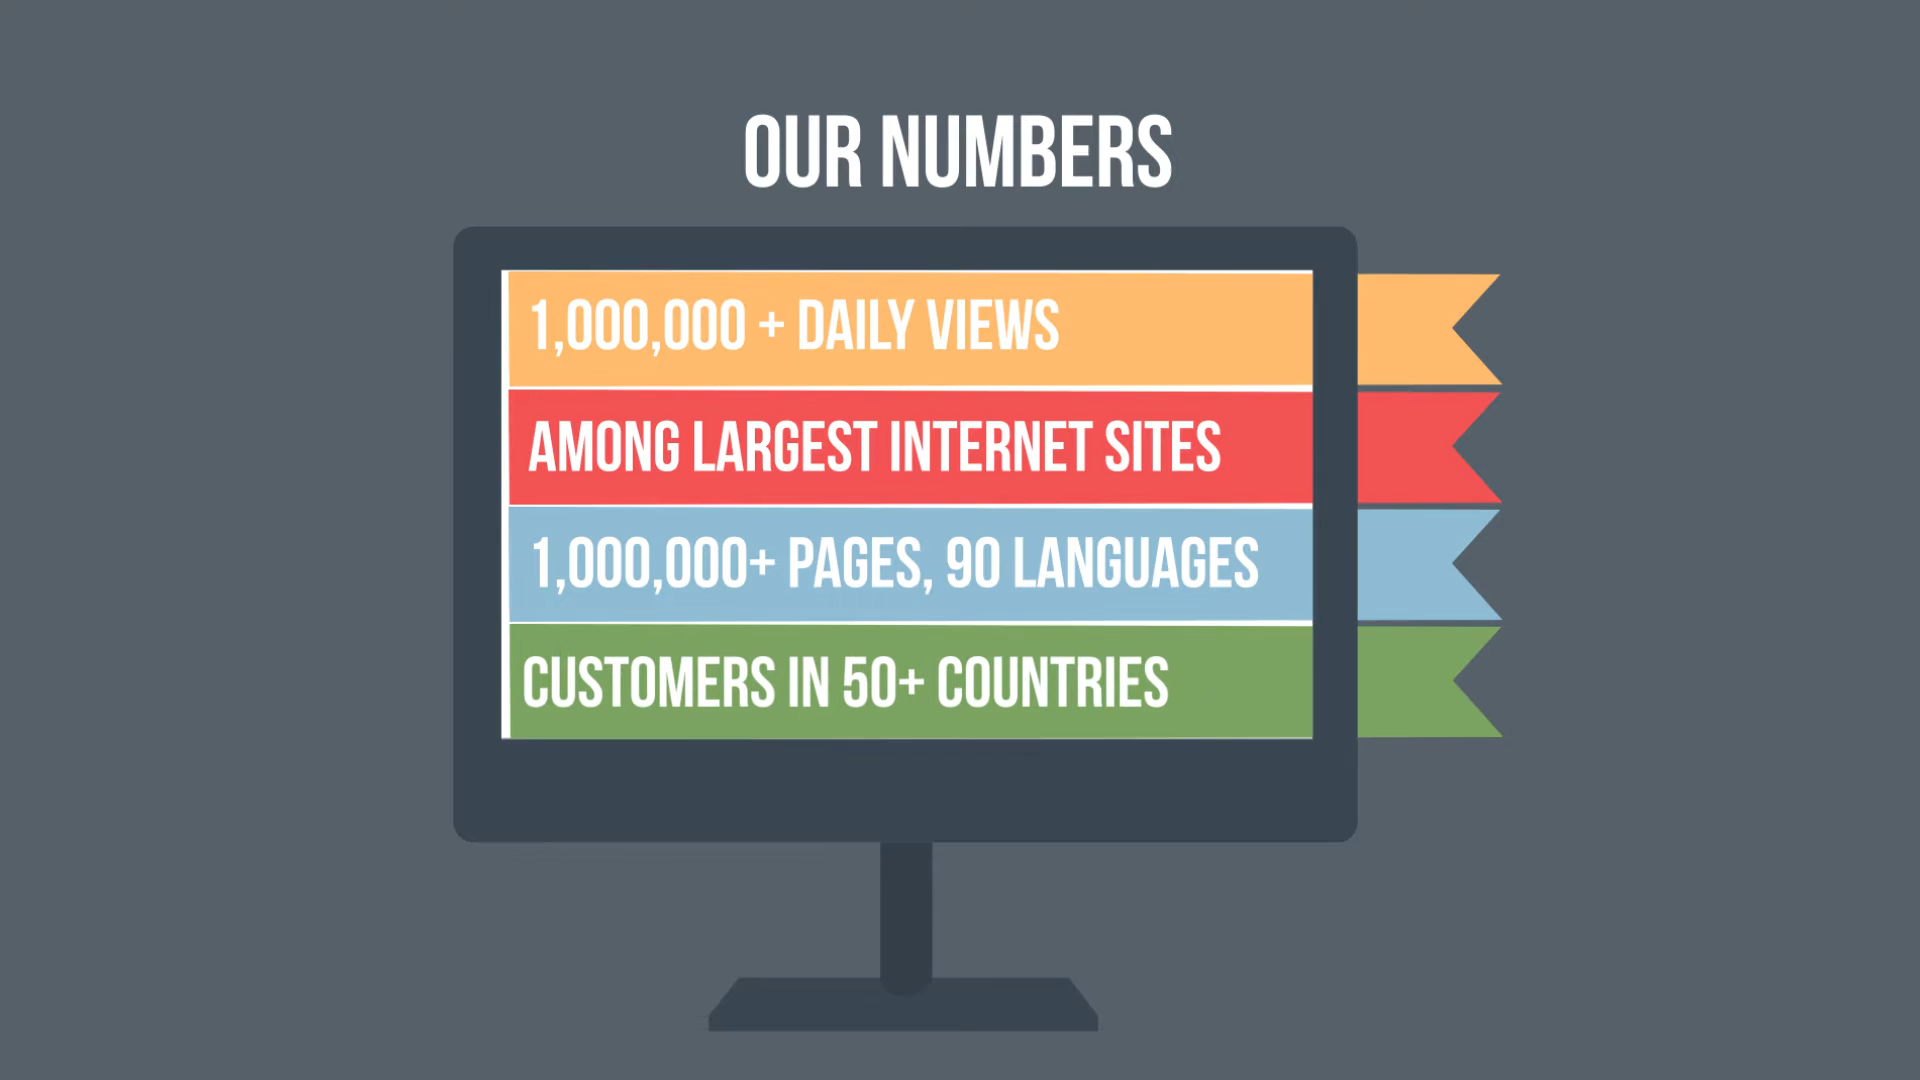 OUR NUMBERS
1,000,000 + DAILY VIEWS
AMONG LARGEST INTERNET SITES
1,000,000+ PAGES, 90 LANGUAGES
CUSTOMERS IN 50+ COUNTRIES